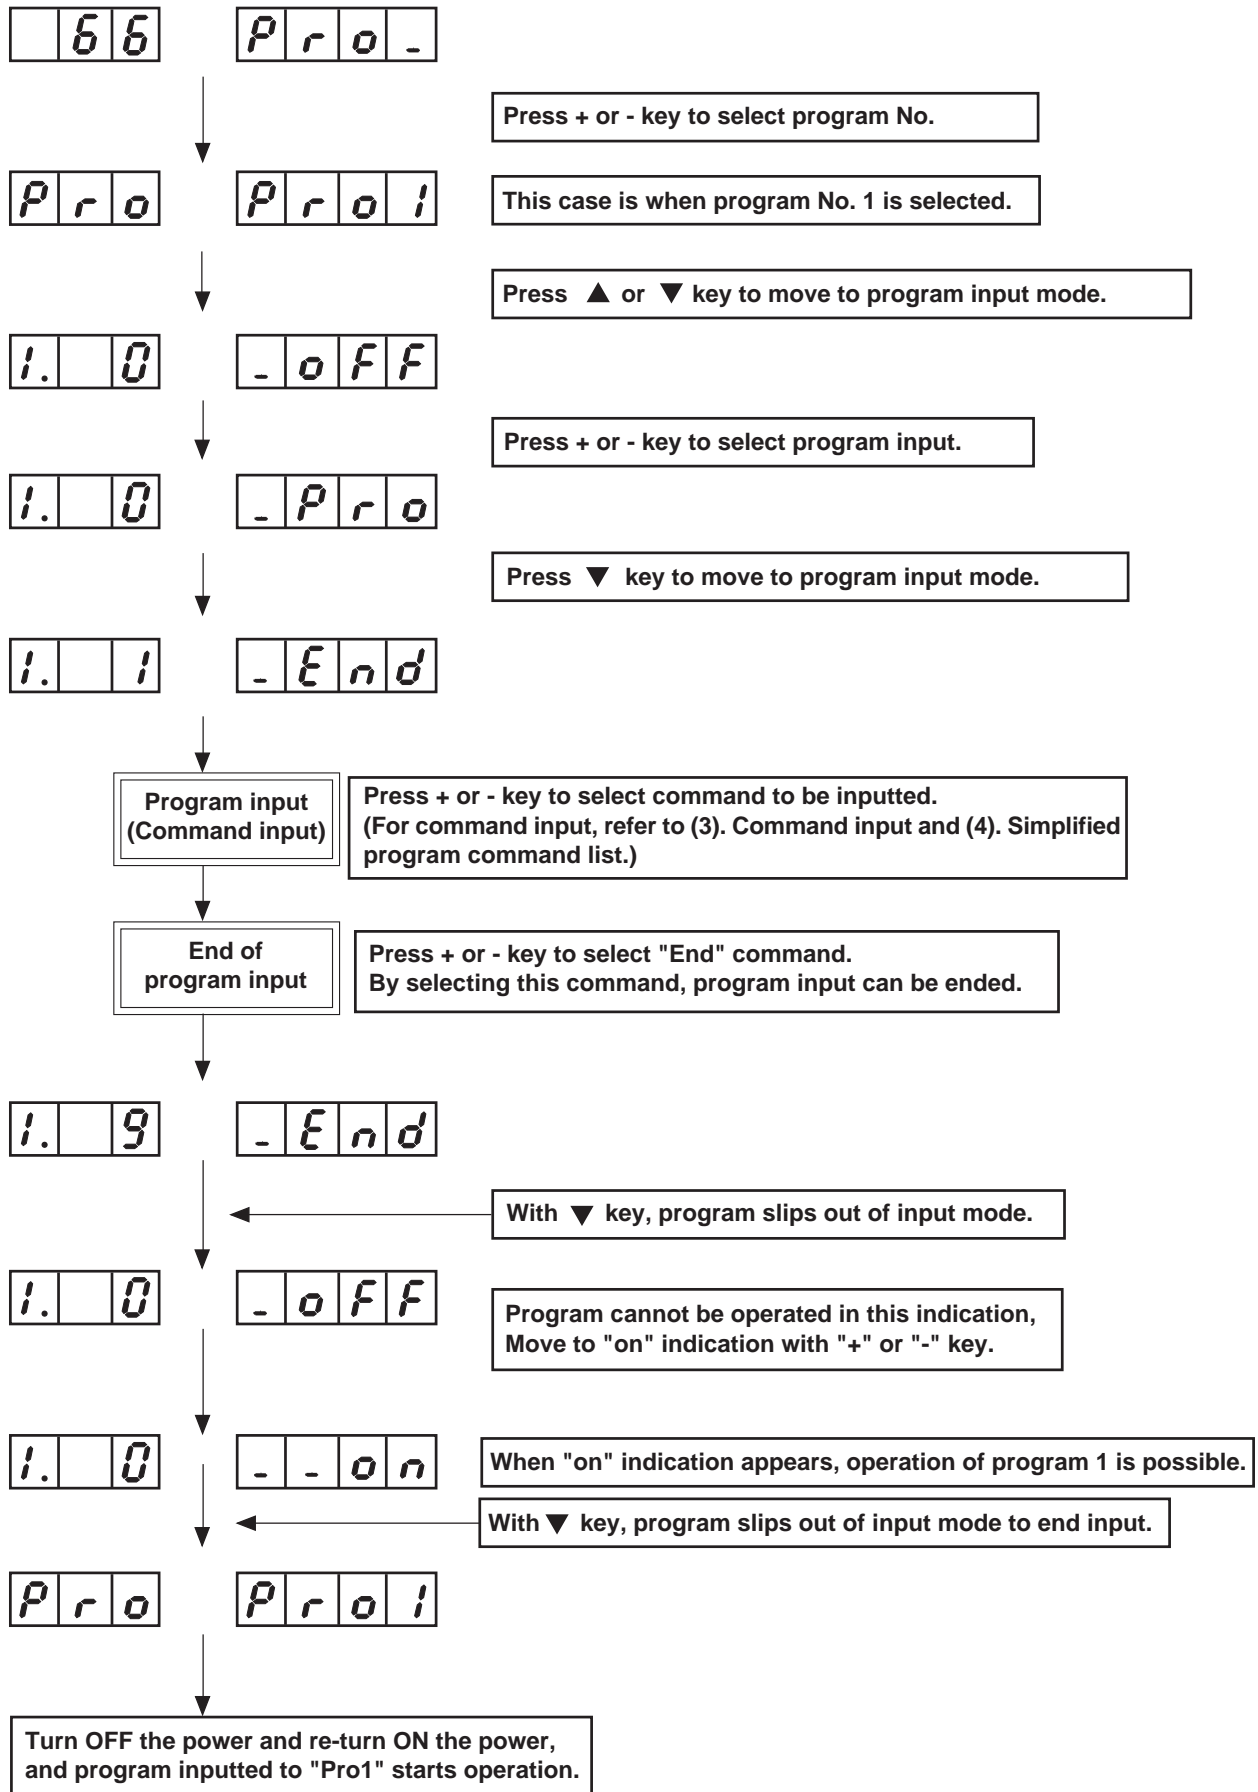 66 Pro_
Press + or - key to select program No.
Pro Pro1
This case is when program No. 1 is selected.
Press ▲ or ▼ key to move to program input mode.
1. 0 _oFF
Press + or - key to select program input.
1. 0 _Pro
Press ▼ key to move to program input mode.
1. 1 _End
Program input
(Command input)
Press + or - key to select command to be inputted.
(For command input, refer to (3). Command input and (4). Simplified
program command list.)
End of
program input
Press + or - key to select "End" command.
By selecting this command, program input can be ended.
1. 9 _End
With ▼ key, program slips out of input mode.
1. 0 _oFF
Program cannot be operated in this indication,
Move to "on" indication with "+" or "-" key.
1. 0 _ _on
When "on" indication appears, operation of program 1 is possible.
With ▼ key, program slips out of input mode to end input.
Pro Pro1
Turn OFF the power and re-turn ON the power,
and program inputted to "Pro1" starts operation.